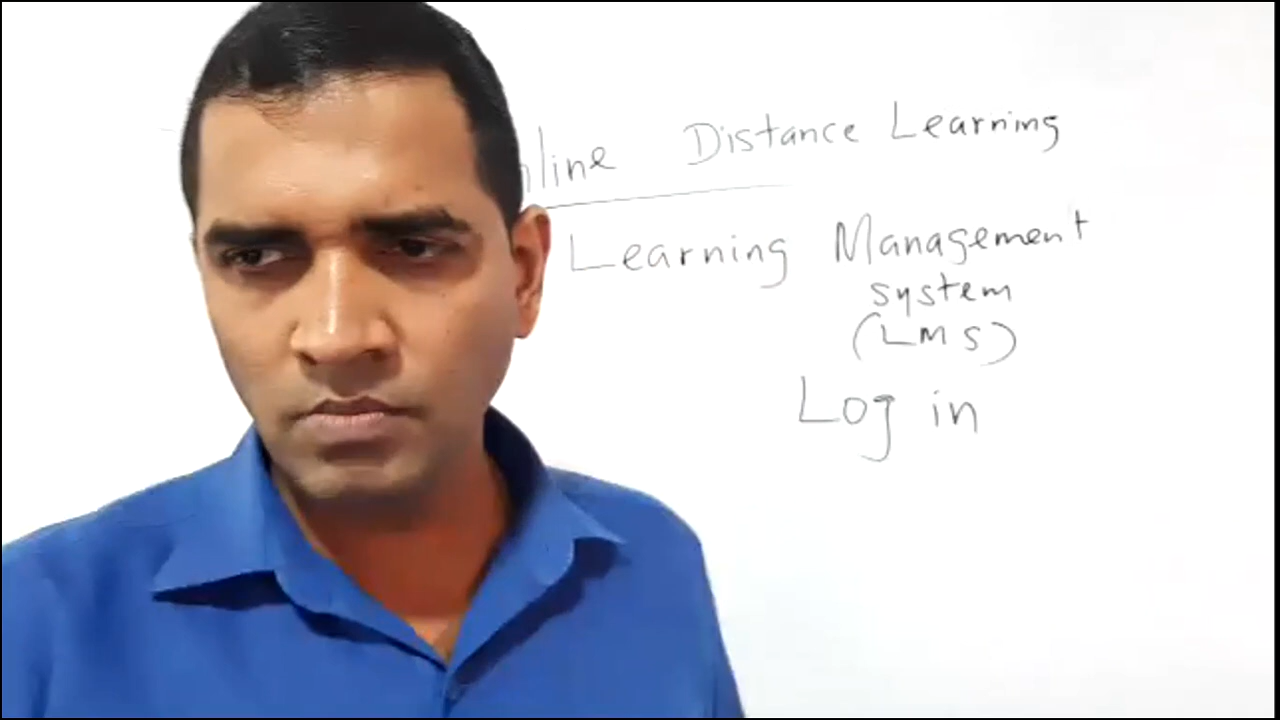 nline Distance Learning
Learning Management
system
(LMS)
Log in